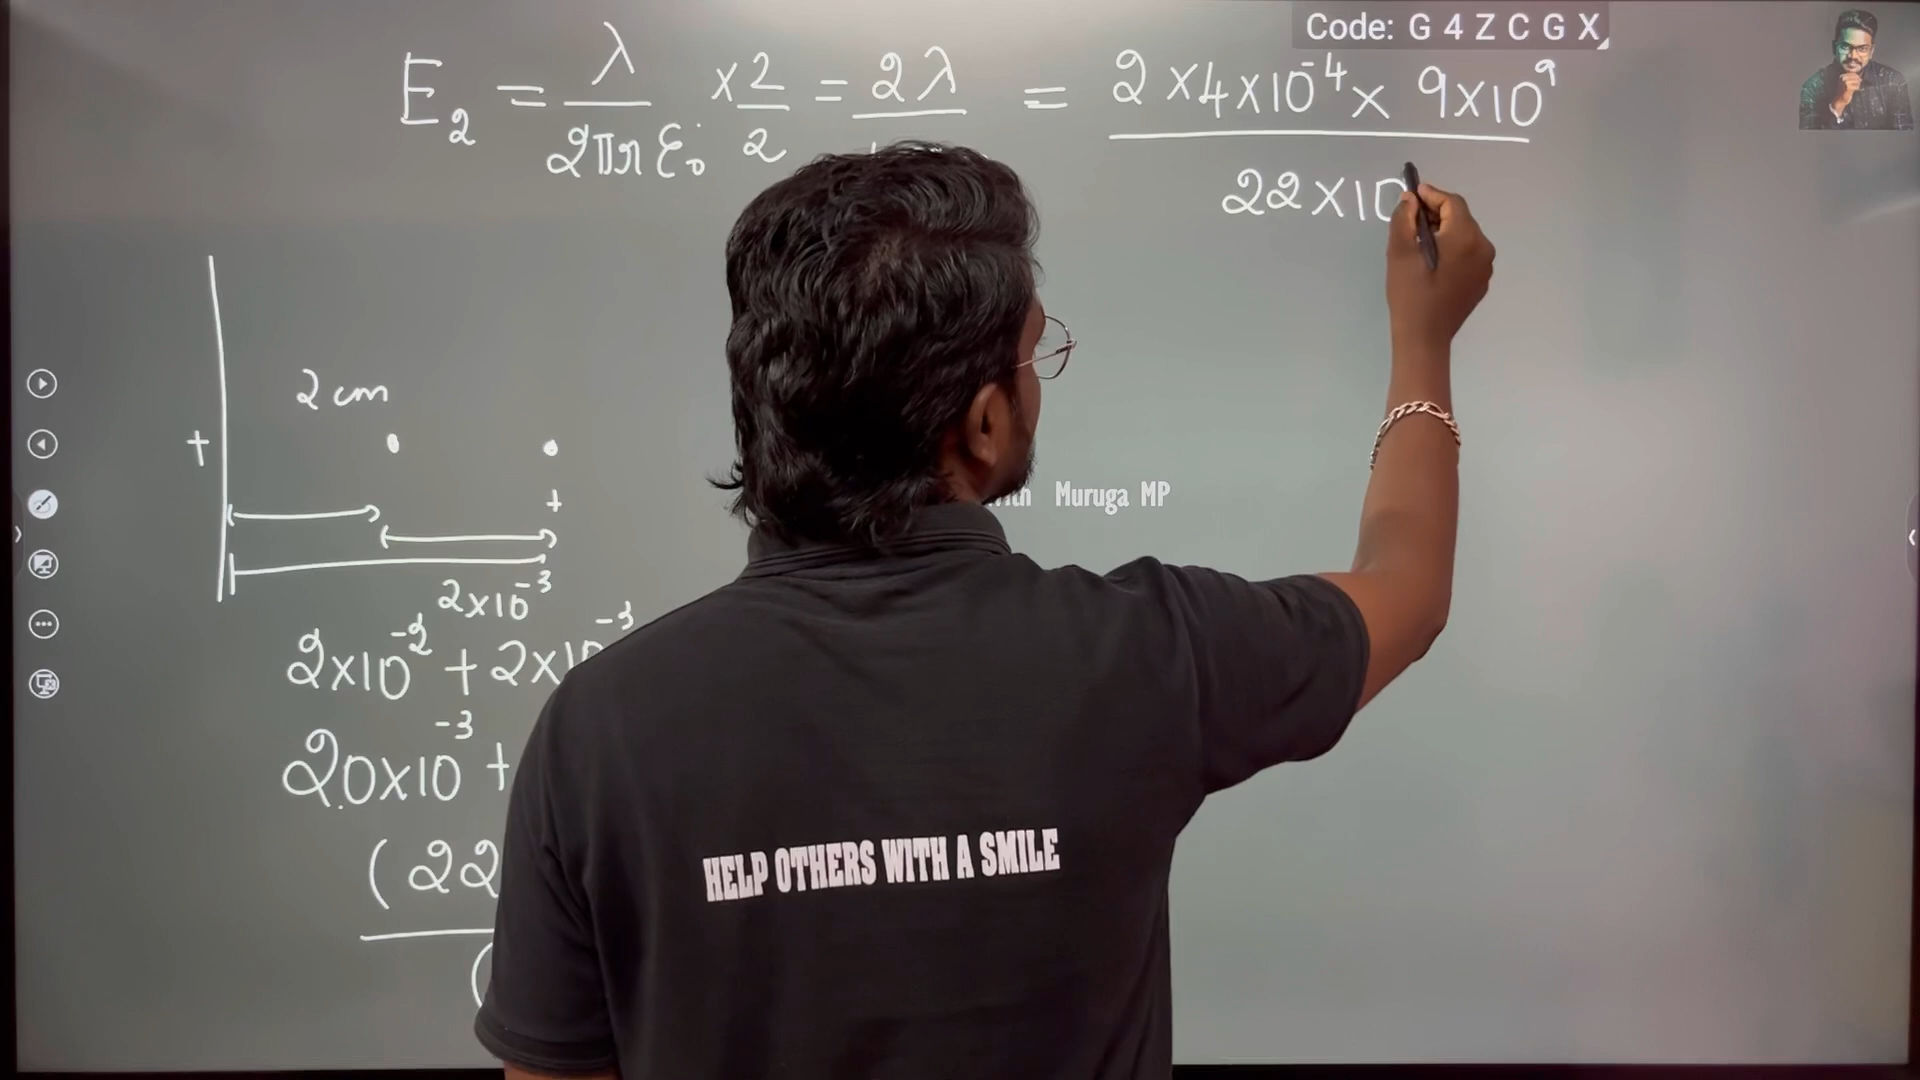 Code: G 4 Z C G X
E₂ = λ/2πrε₀ × 2/2 = 2λ/ = 2×4×10⁻⁴× 9×10⁹/22×10
2 cm
+
+
Muruga MP
2×10⁻³
2×10⁻² + 2×10⁻³
20×10⁻³ +
(22
(
HELP OTHERS WITH A SMILE